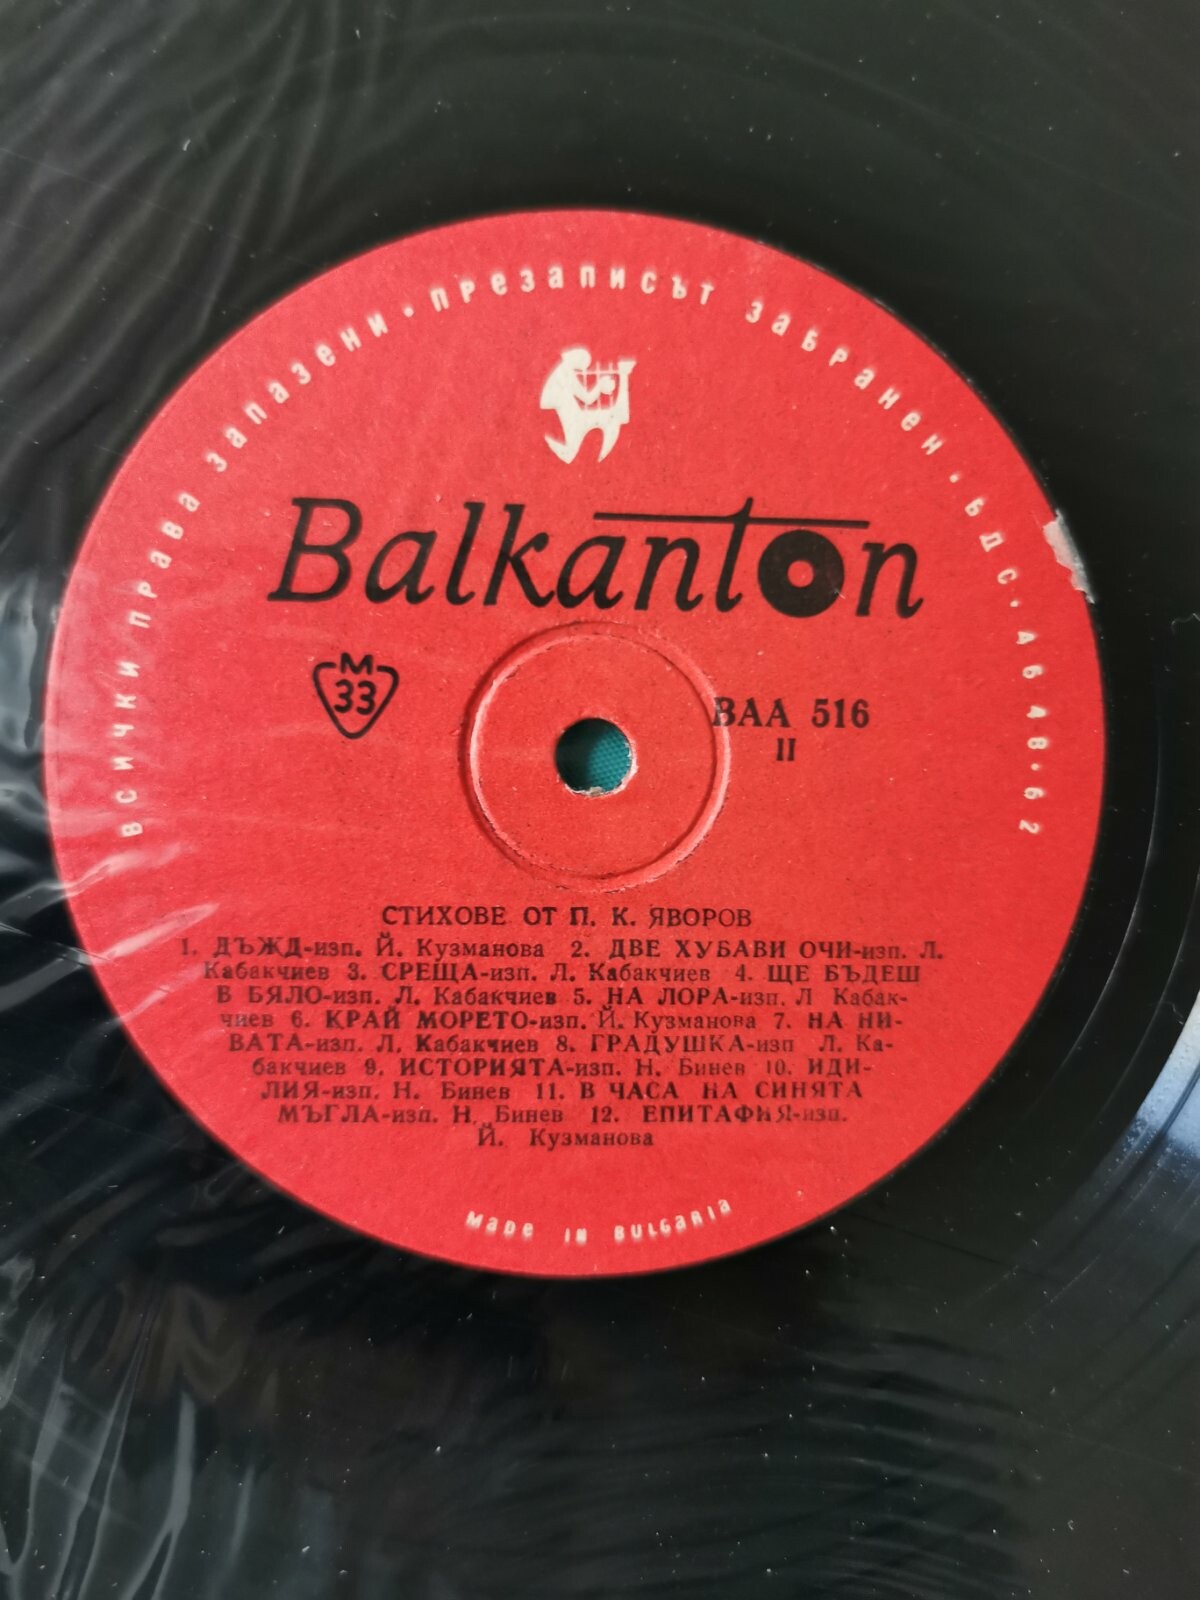 ВСИЧКИ ПРАВА ЗАПАЗЕНИ · ПРЕЗАПИСЪТ ЗАБРАНЕН · БДС · 4648-62
Balkanton
M
33
ВАА 516
II
СТИХОВЕ ОТ П. К. ЯВОРОВ
1. ДЪЖД-изп. Й. Кузманова 2. ДВЕ ХУБАВИ ОЧИ-изп. Л.
Кабакчиев 3. СРЕЩА-изп. Л. Кабакчиев 4. ЩЕ БЪДЕШ
В БЯЛО-изп. Л. Кабакчиев 5. НА ЛОРА-изп. Л Кабак-
чиев 6. КРАЙ МОРЕТО-изп. Й. Кузманова 7. НА НИ-
ВАТА-изп. Л. Кабакчиев 8. ГРАДУШКА-изп Л. Ка-
бакчиев 9. ИСТОРИЯТА-изп. Н. Бинев 10. ИДИ-
ЛИЯ-изп. Н. Бинев 11. В ЧАСА НА СИНЯТА
МЪГЛА-изп. Н. Бинев 12. ЕПИТАФИЯ-изп.
Й. Кузманова
MADE IN BULGARIA